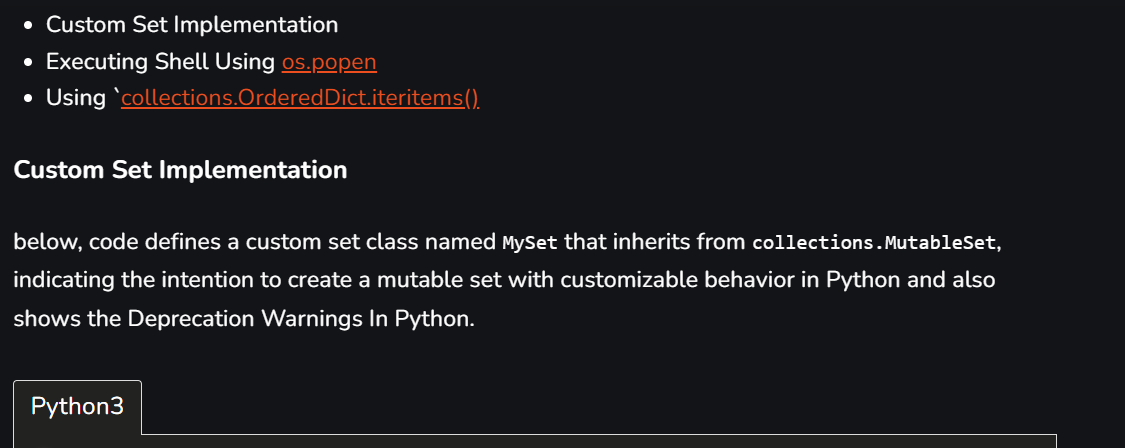 • Custom Set Implementation
• Executing Shell Using os.popen
• Using `collections.OrderedDict.iteritems()
Custom Set Implementation
below, code defines a custom set class named MySet that inherits from collections.MutableSet,
indicating the intention to create a mutable set with customizable behavior in Python and also
shows the Deprecation Warnings In Python.
Python3